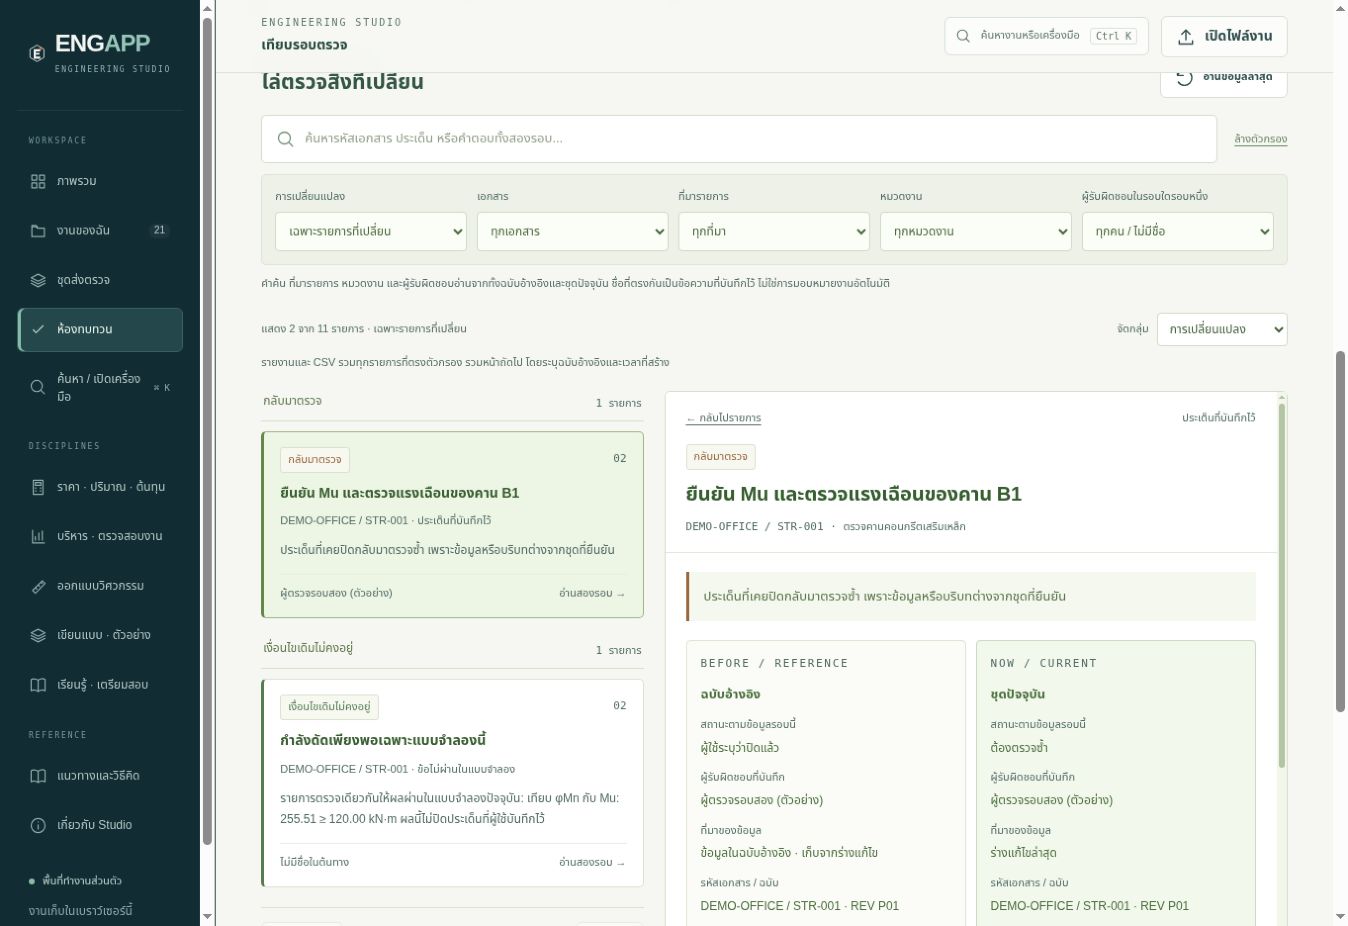 ENGAPP
ENGINEERING STUDIO
WORKSPACE
ภาพรวม
งานของฉัน 21
ชุดส่งตรวจ
ห้องทบทวน
ค้นหา / เปิดเครื่อง
มือ
⌘ K
DISCIPLINES
ราคา · ปริมาณ · ต้นทุน
บริหาร · ตรวจสอบงาน
ออกแบบวิศวกรรม
เขียนแบบ · ตัวอย่าง
เรียนรู้ · เตรียมสอบ
REFERENCE
แนวทางและวิธีคิด
เกี่ยวกับ Studio
พื้นที่ทำงานส่วนตัว
งานเก็บในเบราว์เซอร์นี้
ENGINEERING STUDIO
เทียบรอบตรวจ
ค้นหางานหรือเครื่องมือ Ctrl K
เปิดไฟล์งาน
ไล่ตรวจสิ่งที่เปลี่ยน
อ่านข้อมูลล่าสุด
ค้นหารหัสเอกสาร ประเด็น หรือคำตอบทั้งสองรอบ...
ล้างตัวกรอง
การเปลี่ยนแปลง
เฉพาะรายการที่เปลี่ยน
เอกสาร
ทุกเอกสาร
ที่มารายการ
ทุกที่มา
หมวดงาน
ทุกหมวดงาน
ผู้รับผิดชอบในรอบใดรอบหนึ่ง
ทุกคน / ไม่มีชื่อ
คำค้น ที่มารายการ หมวดงาน และผู้รับผิดชอบอ่านจากทั้งฉบับอ้างอิงและชุดปัจจุบัน ชื่อที่ตรงกันเป็นข้อความที่บันทึกไว้ ไม่ใช่การมอบหมายงานอัตโนมัติ
แสดง 2 จาก 11 รายการ · เฉพาะรายการที่เปลี่ยน
จัดกลุ่ม การเปลี่ยนแปลง
รายงานและ CSV รวมทุกรายการที่ตรงตัวกรอง รวมหน้าถัดไป โดยระบุฉบับอ้างอิงและเวลาที่สร้าง
กลับมาตรวจ 1 รายการ
กลับมาตรวจ 02
ยืนยัน Mu และตรวจแรงเฉือนของคาน B1
DEMO-OFFICE / STR-001 · ประเด็นที่บันทึกไว้
ประเด็นที่เคยปิดกลับมาตรวจซ้ำ เพราะข้อมูลหรือบริบทต่างจากชุดที่ยืนยัน
ผู้ตรวจรอบสอง (ตัวอย่าง) อ่านสองรอบ →
เงื่อนไขเดิมไม่คงอยู่ 1 รายการ
เงื่อนไขเดิมไม่คงอยู่ 02
กำลังดัดเพียงพอเฉพาะแบบจำลองนี้
DEMO-OFFICE / STR-001 · ข้อไม่ผ่านในแบบจำลอง
รายการตรวจเดียวกันให้ผลผ่านในแบบจำลองปัจจุบัน: เทียบ φMn กับ Mu:
255.51 ≥ 120.00 kN·m ผลนี้ไม่ปิดประเด็นที่ผู้ใช้บันทึกไว้
ไม่มีชื่อในต้นทาง อ่านสองรอบ →
← กลับไปรายการ ประเด็นที่บันทึกไว้
กลับมาตรวจ
ยืนยัน Mu และตรวจแรงเฉือนของคาน B1
DEMO-OFFICE / STR-001 · ตรวจคานคอนกรีตเสริมเหล็ก
ประเด็นที่เคยปิดกลับมาตรวจซ้ำ เพราะข้อมูลหรือบริบทต่างจากชุดที่ยืนยัน
BEFORE / REFERENCE
ฉบับอ้างอิง
สถานะตามข้อมูลรอบนี้
ผู้ใช้ระบุว่าปิดแล้ว
ผู้รับผิดชอบที่บันทึก
ผู้ตรวจรอบสอง (ตัวอย่าง)
ที่มาของข้อมูล
ข้อมูลในฉบับอ้างอิง · เก็บจากร่างแก้ไข
รหัสเอกสาร / ฉบับ
DEMO-OFFICE / STR-001 · REV P01
NOW / CURRENT
ชุดปัจจุบัน
สถานะตามข้อมูลรอบนี้
ต้องตรวจซ้ำ
ผู้รับผิดชอบที่บันทึก
ผู้ตรวจรอบสอง (ตัวอย่าง)
ที่มาของข้อมูล
ร่างแก้ไขล่าสุด
รหัสเอกสาร / ฉบับ
DEMO-OFFICE / STR-001 · REV P01